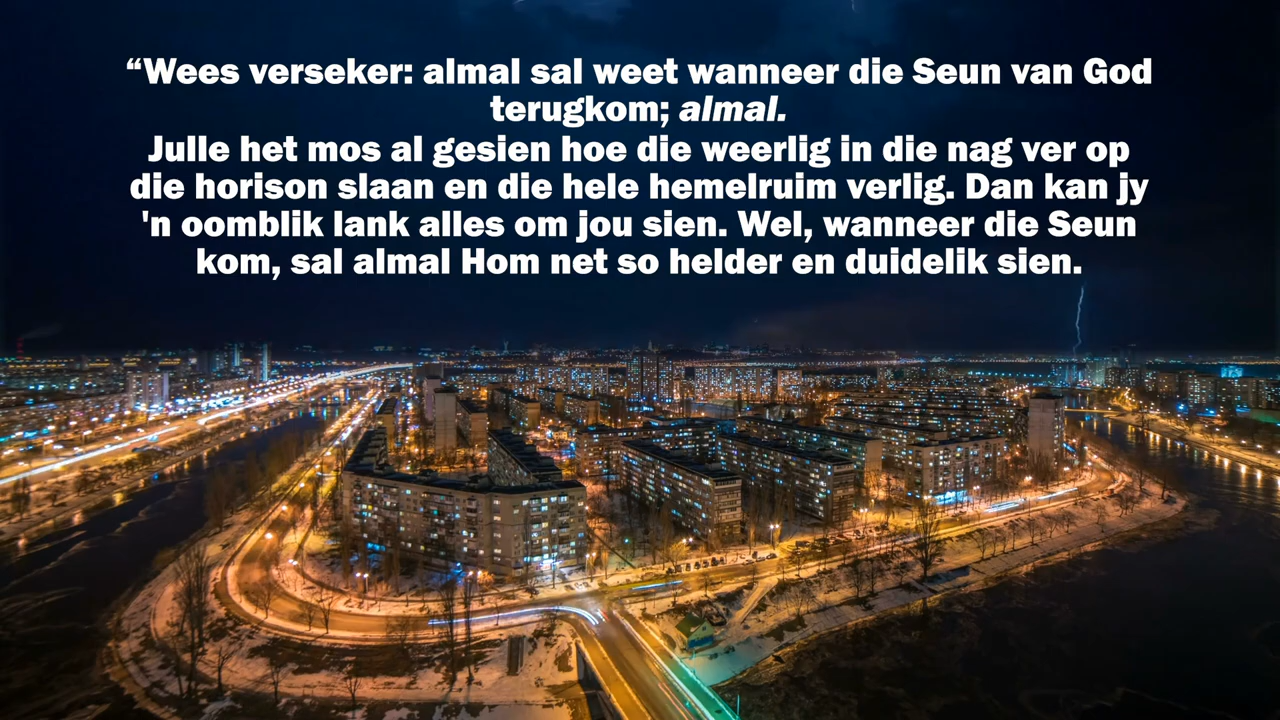 “Wees verseker: almal sal weet wanneer die Seun van God
terugkom; almal.
Julle het mos al gesien hoe die weerlig in die nag ver op
die horison slaan en die hele hemelruim verlig. Dan kan jy
'n oomblik lank alles om jou sien. Wel, wanneer die Seun
kom, sal almal Hom net so helder en duidelik sien.